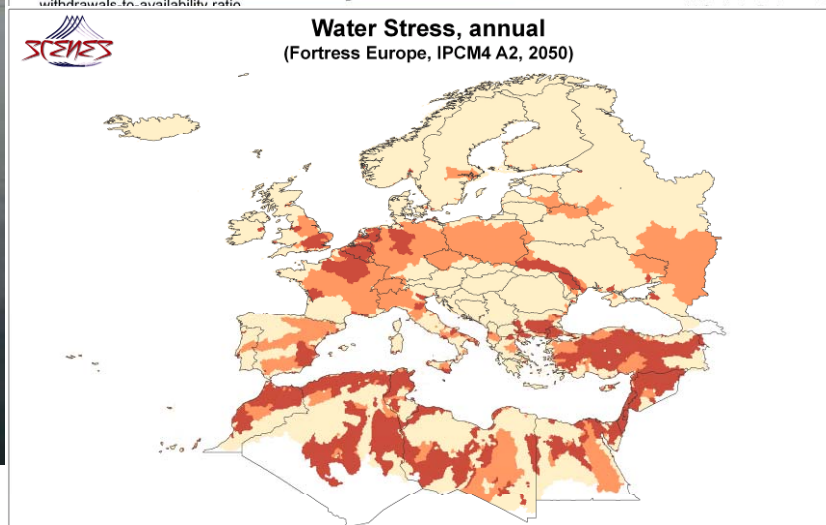 withdrawals-to-availability ratio
SCENES
Water Stress, annual
(Fortress Europe, IPCM4 A2, 2050)